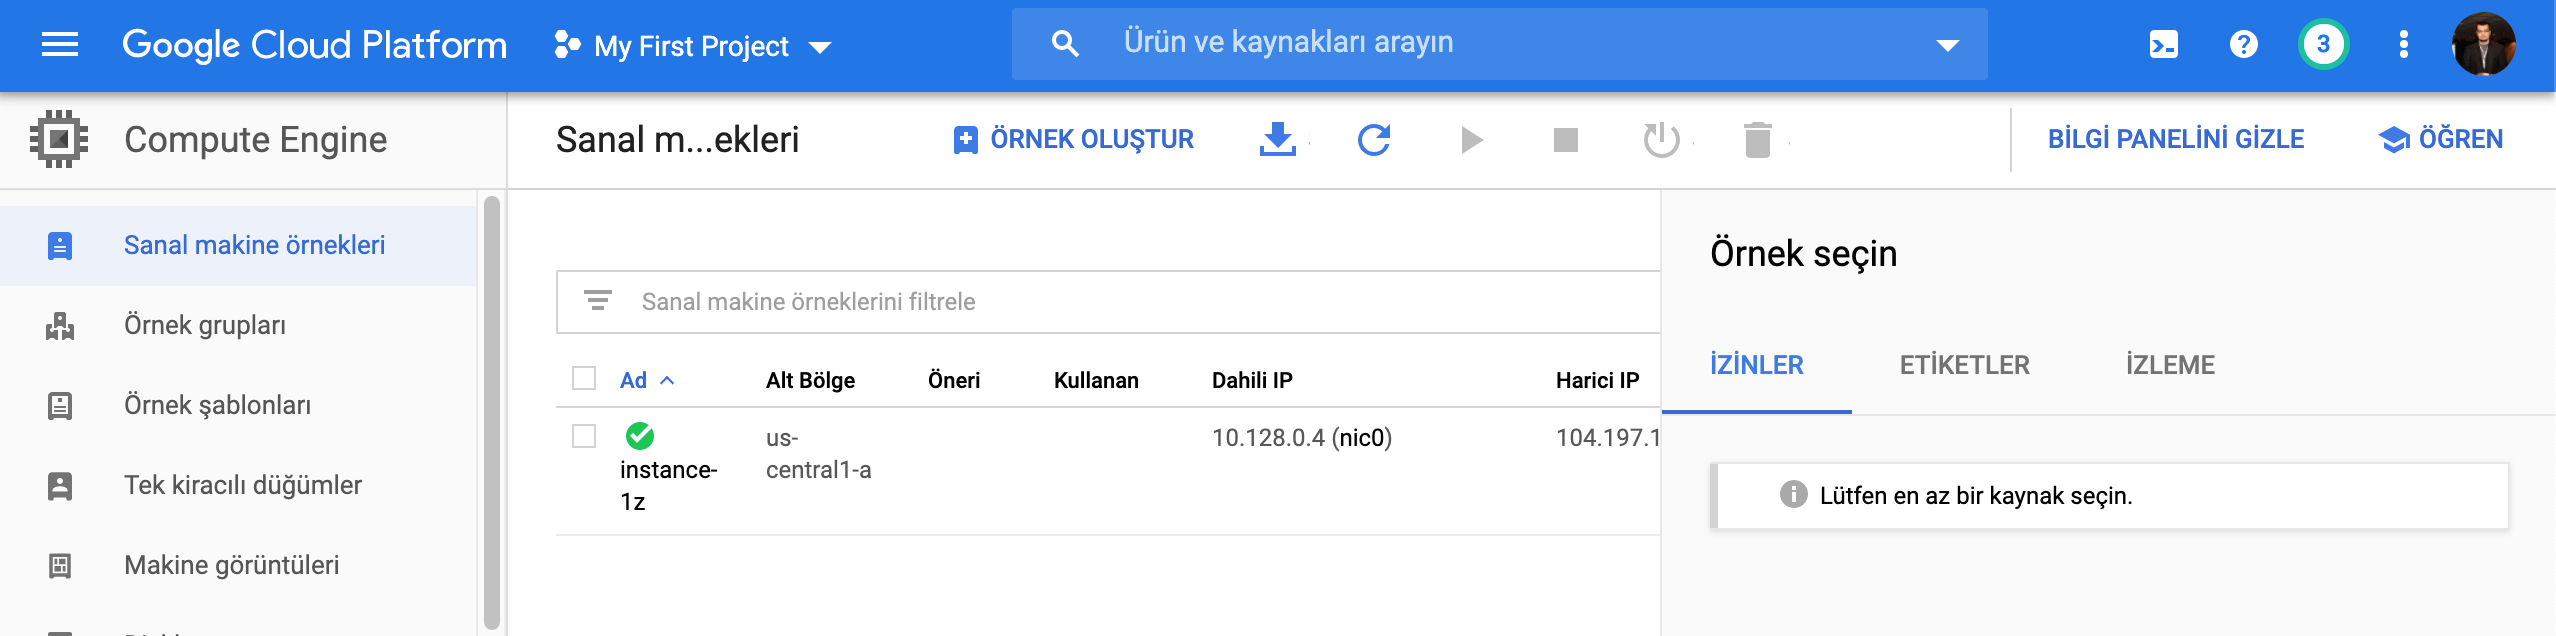 Google Cloud Platform
My First Project
Ürün ve kaynakları arayın
3
Compute Engine
Sanal m...ekleri
ÖRNEK OLUŞTUR
BİLGİ PANELİNİ GİZLE
ÖĞREN
Sanal makine örnekleri
Örnek grupları
Örnek şablonları
Tek kiracılı düğümler
Makine görüntüleri
Sanal makine örneklerini filtrele
Ad
Alt Bölge
Öneri
Kullanan
Dahili IP
Harici IP
instance-
1z
us-
central1-a
10.128.0.4 (nic0)
104.197.1
Örnek seçin
İZİNLER
ETİKETLER
İZLEME
Lütfen en az bir kaynak seçin.